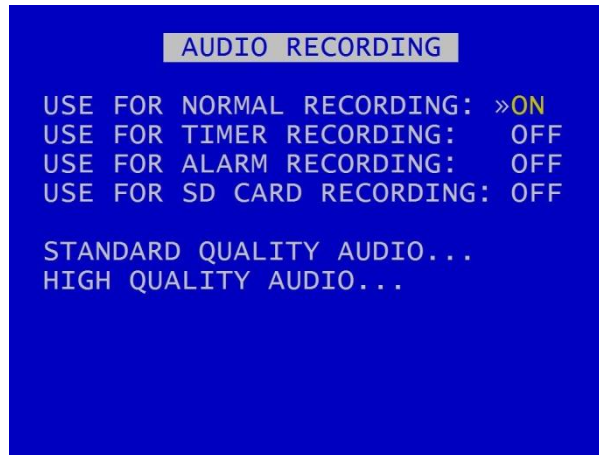 AUDIO RECORDING
USE FOR NORMAL RECORDING: »ON
USE FOR TIMER RECORDING: OFF
USE FOR ALARM RECORDING: OFF
USE FOR SD CARD RECORDING: OFF
STANDARD QUALITY AUDIO...
HIGH QUALITY AUDIO...